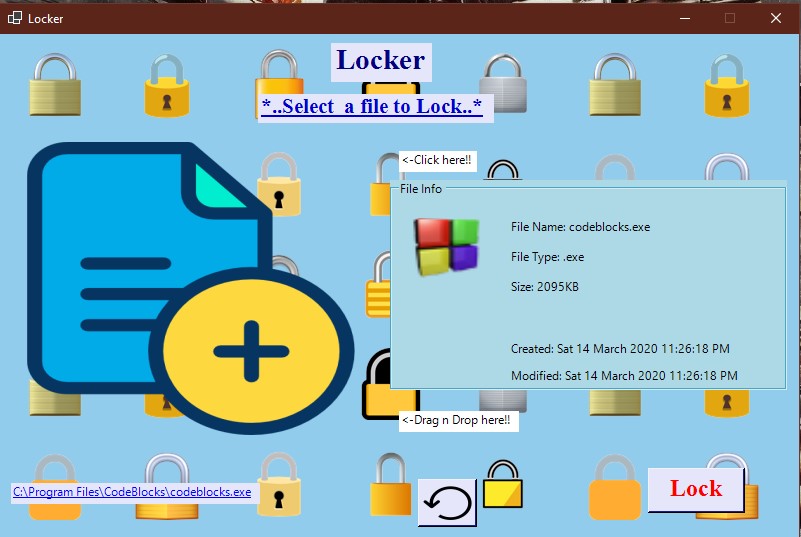 Locker
Locker
*..Select a file to Lock..*
<-Click here!!
File Info
File Name: codeblocks.exe
File Type: .exe
Size: 2095KB
Created: Sat 14 March 2020 11:26:18 PM
Modified: Sat 14 March 2020 11:26:18 PM
<-Drag n Drop here!!
C:\Program Files\CodeBlocks\codeblocks.exe
Lock